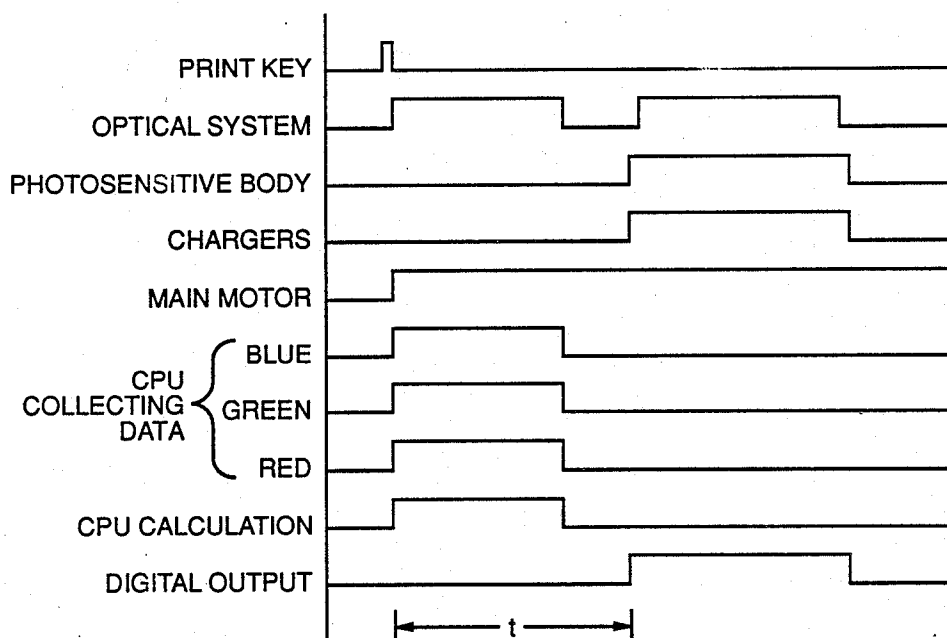 PRINT KEY
OPTICAL SYSTEM
PHOTOSENSITIVE BODY
CHARGERS
MAIN MOTOR
CPU
COLLECTING
DATA
BLUE
GREEN
RED
CPU CALCULATION
DIGITAL OUTPUT
t